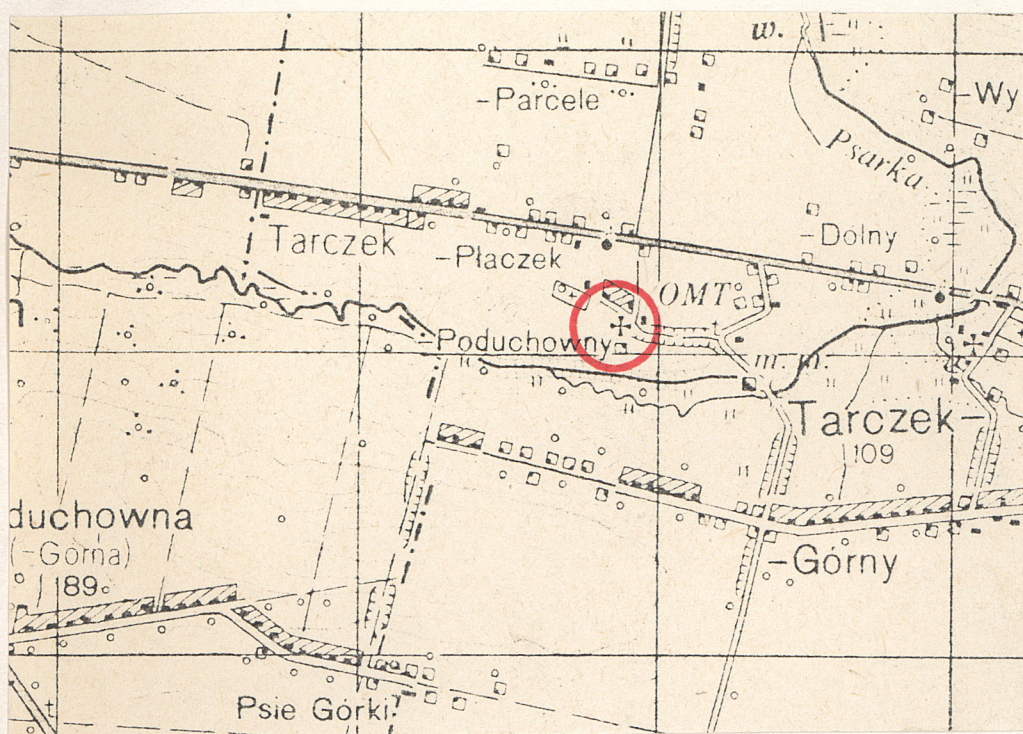 w.
-Parcele
-Wy
Psarka
Tarczek
-Płaczek
-Dolny
OMT
-Poduchowny
m. m.
Tarczek-
109
duchowna
(-Górna)
189
-Górny
Psie Górki
t